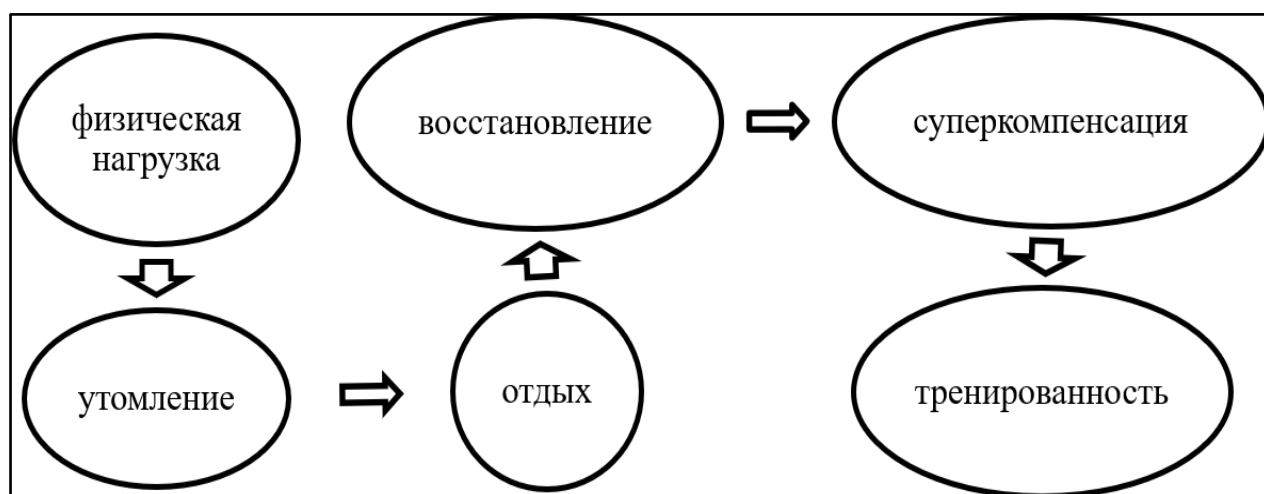 физическая
нагрузка
утомление
отдых
восстановление
суперкомпенсация
тренированность